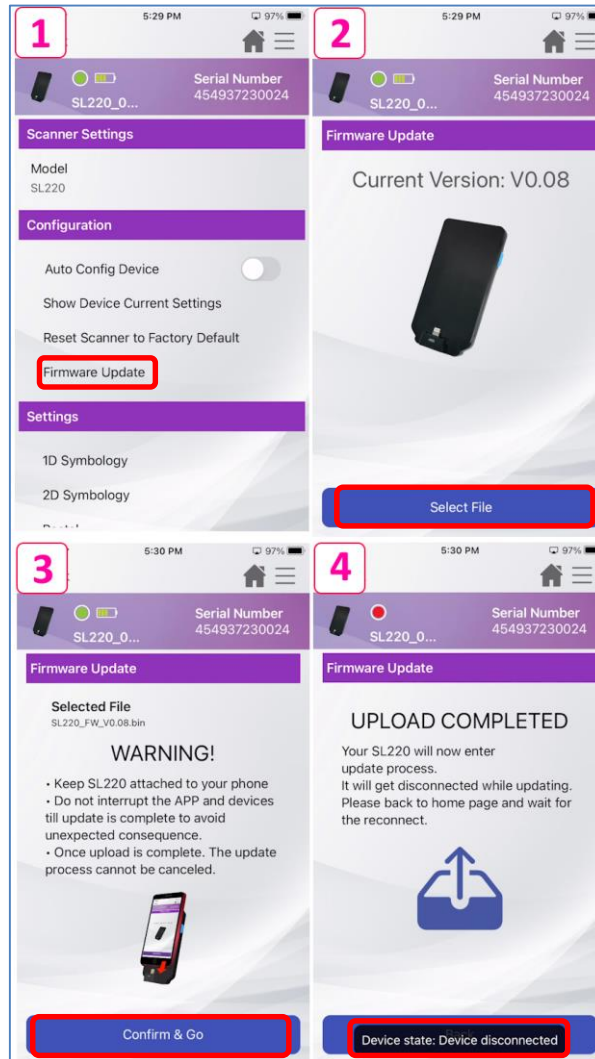 1
5:29 PM
97%
SL220_0...
Serial Number
454937230024
Scanner Settings
Model
SL220
Configuration
Auto Config Device
Show Device Current Settings
Reset Scanner to Factory Default
Firmware Update
Settings
1D Symbology
2D Symbology
2
5:29 PM
97%
SL220_0...
Serial Number
454937230024
Firmware Update
Current Version: V0.08
Select File
3
5:30 PM
97%
SL220_0...
Serial Number
454937230024
Firmware Update
Selected File
SL220_FW_V0.08.bin
WARNING!
• Keep SL220 attached to your phone
• Do not interrupt the APP and devices
till update is complete to avoid
unexpected consequence.
• Once upload is complete. The update
process cannot be canceled.
Confirm & Go
4
5:30 PM
97%
SL220_0...
Serial Number
454937230024
Firmware Update
UPLOAD COMPLETED
Your SL220 will now enter
update process.
It will get disconnected while updating.
Please back to home page and wait for
the reconnect.
Back
Device state: Device disconnected